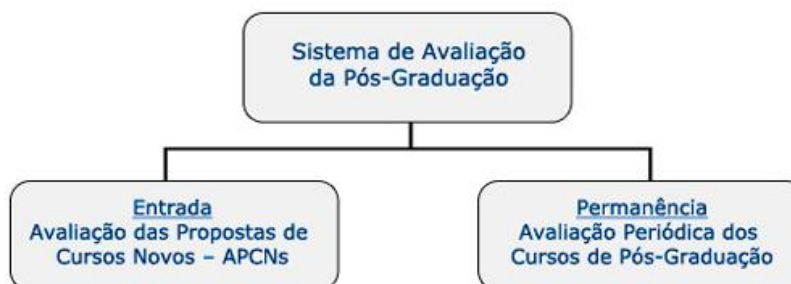 Sistema de Avaliação
da Pós-Graduação
Entrada
Avaliação das Propostas de
Cursos Novos – APCNs
Permanência
Avaliação Periódica dos
Cursos de Pós-Graduação